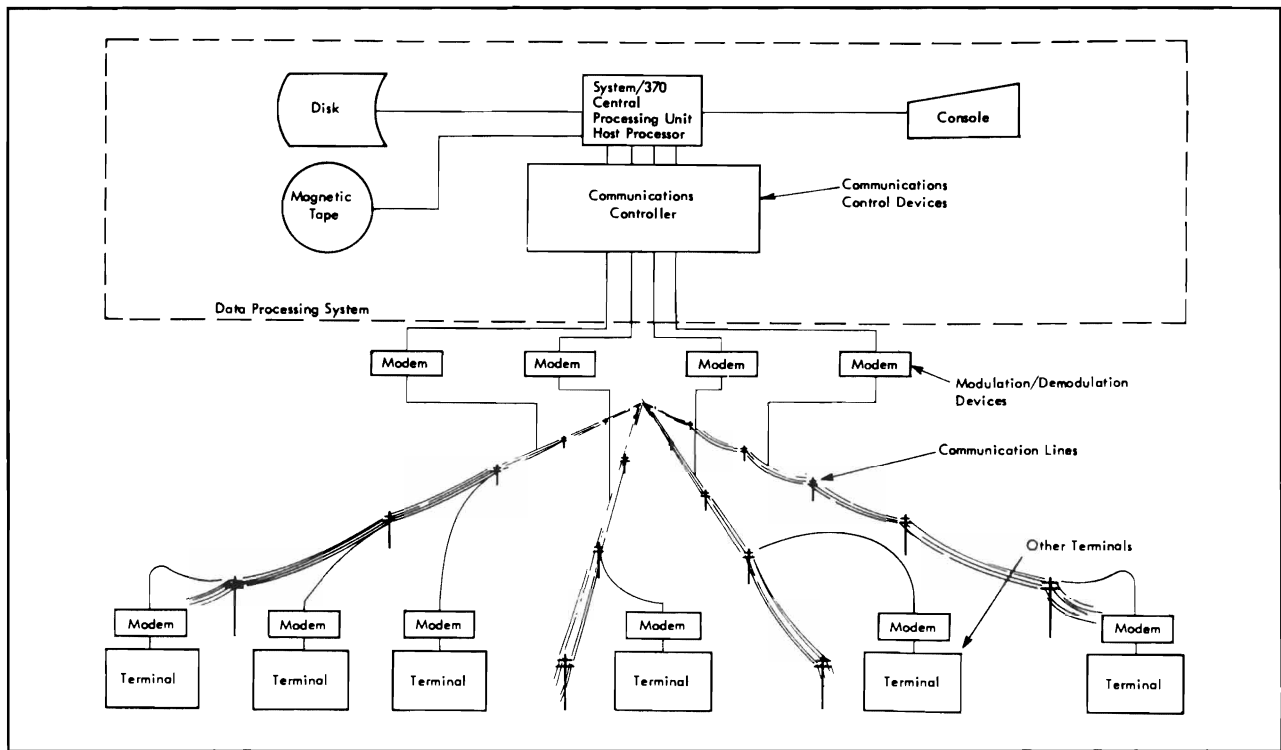 System/370
Central
Processing Unit
Host Processor
Disk
Console
Magnetic
Tape
Communications
Controller
Communications
Control Devices
Data Processing System
Modem
Modem
Modem
Modem
Modulation/Demodulation
Devices
Communication Lines
Other Terminals
Modem
Modem
Modem
Modem
Modem
Modem
Terminal
Terminal
Terminal
Terminal
Terminal
Terminal